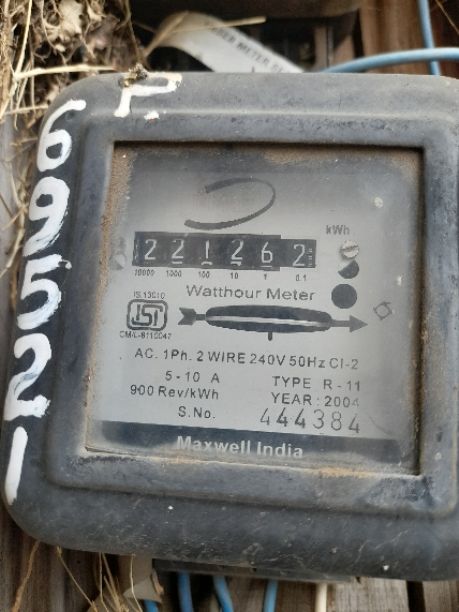 P
69521
kWh
2 2 1 2 6 2
10000 1000 100 10 1 0.1
Watthour Meter
IS.13010
ISI
CM/L-8110047
AC. 1Ph. 2 WIRE 240V 50Hz Cl-2
5-10 A TYPE R-11
900 Rev/kWh YEAR: 2004
S.No. 444384
Maxwell India